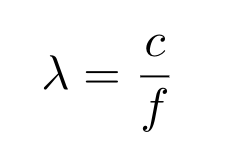 λ = c/f